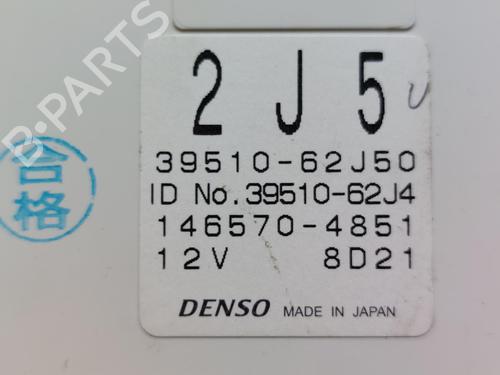 2 J 5
39510-62J50
ID No.39510-62J4
146570-4851
12V 8D21
DENSO MADE IN JAPAN
合格
B-PARTS